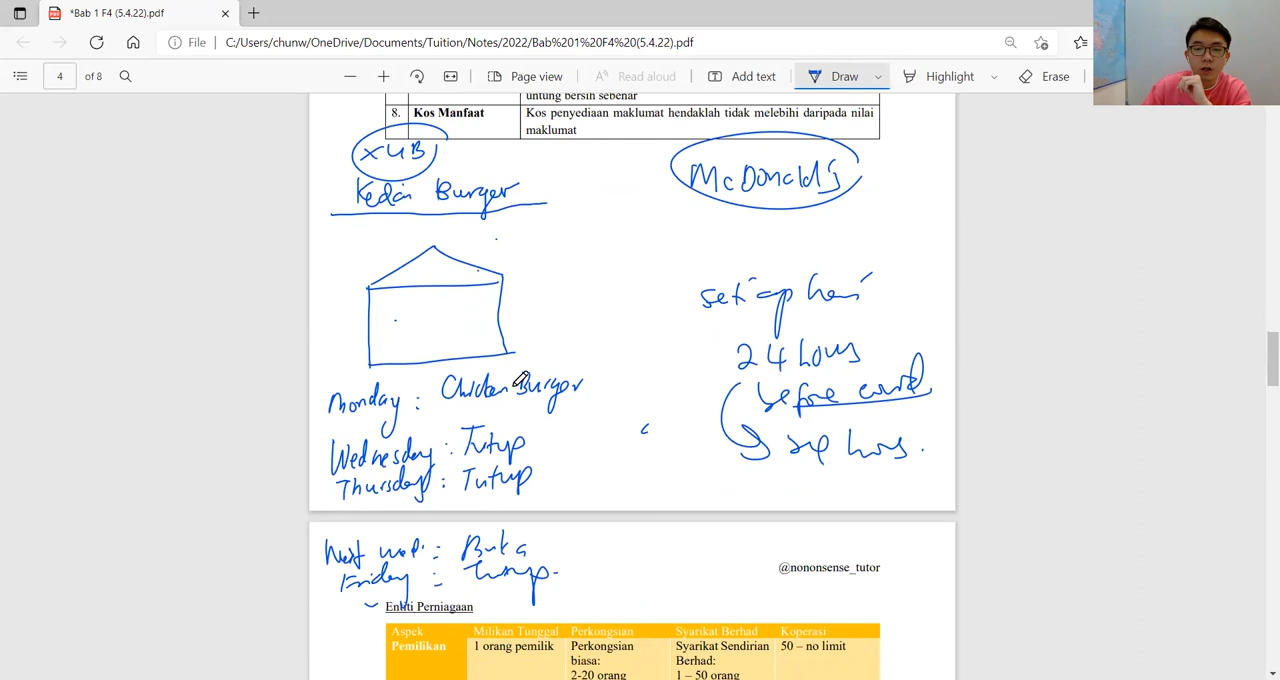 *Bab 1 F4 (5.4.22).pdf
File C:/Users/chunw/OneDrive/Documents/Tuition/Notes/2022/Bab%201%20F4%20(5.4.22).pdf
4 of 8 Page view Read aloud Add text Draw Highlight Erase
untung bersih sebenar
8. Kos Manfaat Kos penyediaan maklumat hendaklah tidak melebihi daripada nilai
maklumat
Kedai Burger
McDonald's
setiap hari
24 hours
before covid
hours.
Monday : Chicken Burger
Wednesday : Tutup
Thursday : Tutup
Next wed : Buka
Friday : Tutup.
@nononsense_tutor
Entiti Perniagaan
Aspek Milikan Tunggal Perkongsian Syarikat Berhad Koperasi
Pemilikan 1 orang pemilik Perkongsian Syarikat Sendirian 50 – no limit
biasa: Berhad:
2-20 orang 1 – 50 orang